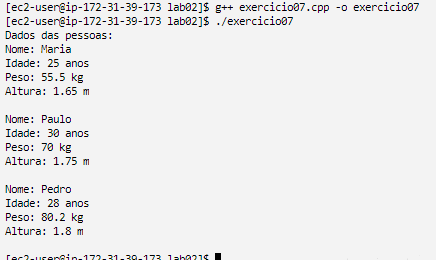 [ec2-user@ip-172-31-39-173 lab02]$ g++ exercicio07.cpp -o exercicio07
[ec2-user@ip-172-31-39-173 lab02]$ ./exercicio07
Dados das pessoas:
Nome: Maria
Idade: 25 anos
Peso: 55.5 kg
Altura: 1.65 m
Nome: Paulo
Idade: 30 anos
Peso: 70 kg
Altura: 1.75 m
Nome: Pedro
Idade: 28 anos
Peso: 80.2 kg
Altura: 1.8 m
[ec2-user@ip-172-31-39-173 lab02]$